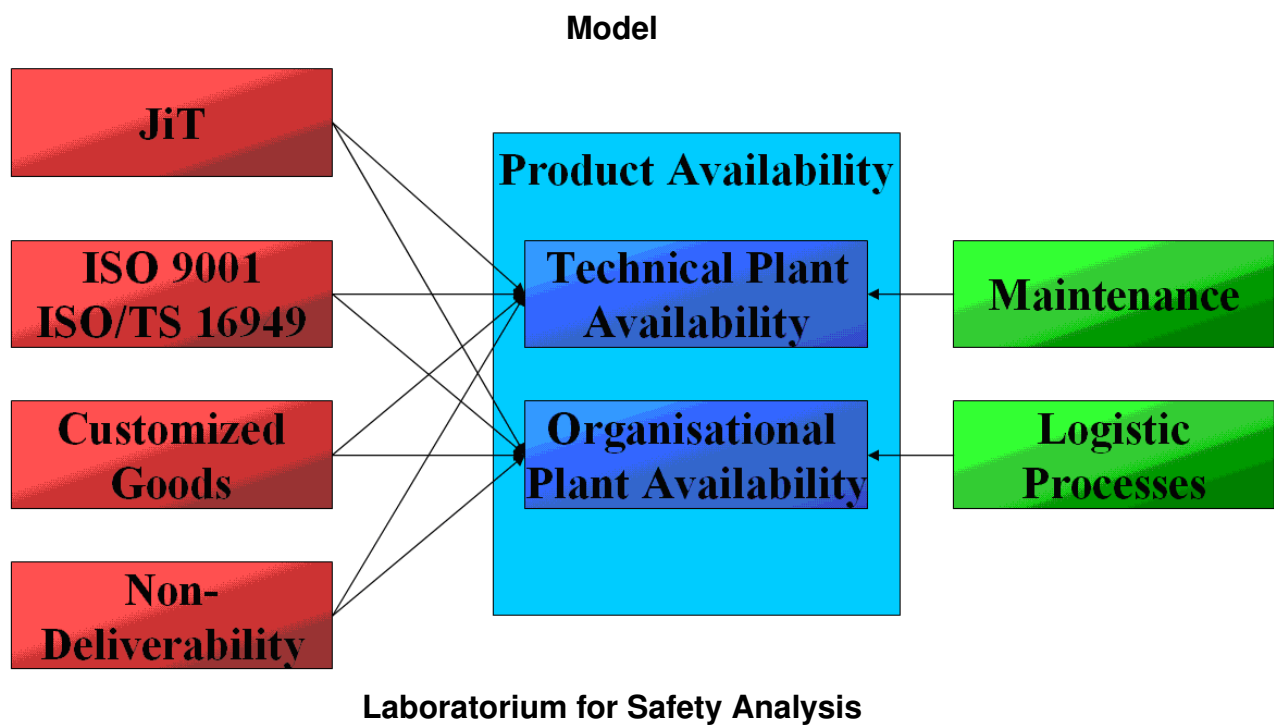 Model
JiT
ISO 9001
ISO/TS 16949
Customized
Goods
Non-
Deliverability
Product Availability
Technical Plant
Availability
Organisational
Plant Availability
Maintenance
Logistic
Processes
Laboratorium for Safety Analysis